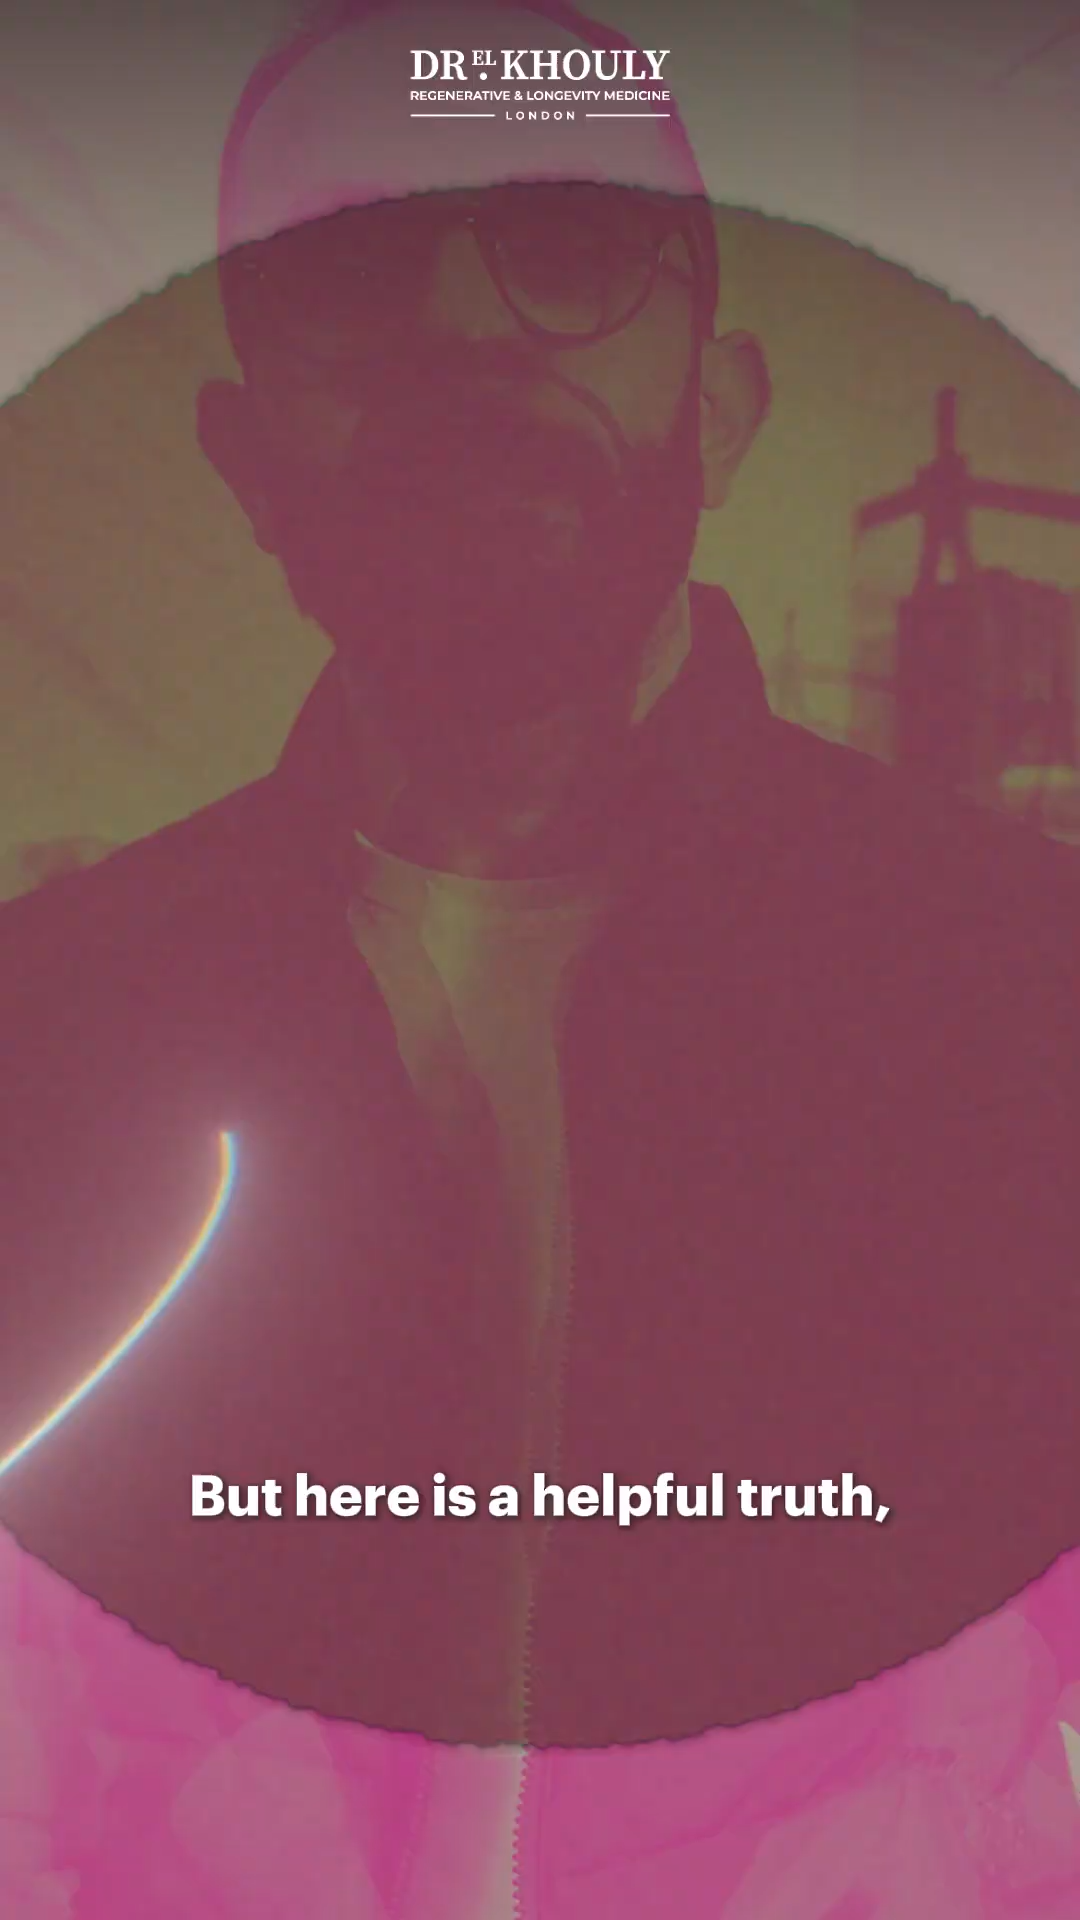 DR. EL KHOULY
REGENERATIVE & LONGEVITY MEDICINE
LONDON
But here is a helpful truth,